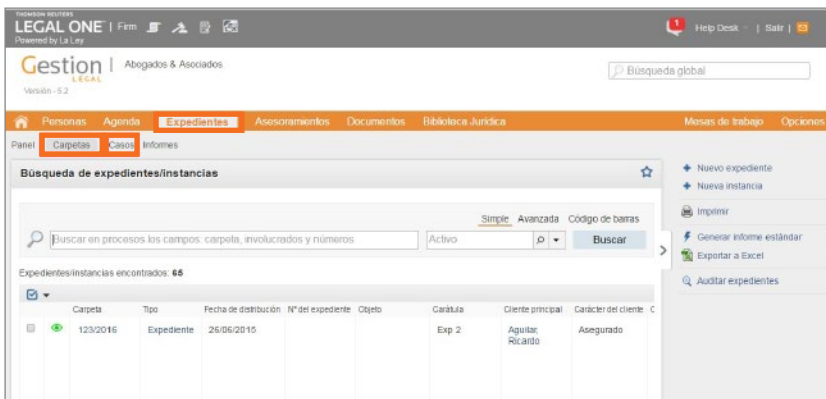 THOMSON REUTERS
LEGAL ONE | Firm
Powered by La Ley
1
Help Desk | Salir |
Gestion LEGAL | Abogados & Asociados
Búsqueda global
Versión - 5.2
Personas Agenda Expedientes Asesoramientos Documentos Biblioteca Jurídica Mesas de trabajo Opciones
Panel Carpetas Casos Informes
Búsqueda de expedientes/instancias
Nuevo expediente
Nueva instancia
Imprimir
Generar informe estándar
Exportar a Excel
Auditar expedientes
Simple Avanzada Código de barras
Buscar en procesos los campos: carpeta, involucrados y números
Activo
Buscar
Expedientes/instancias encontrados: 65
Carpeta Tipo Fecha de distribución N° del expediente Objeto Carátula Cliente principal Carácter del cliente C
123/2016 Expediente 26/06/2015 Exp 2 Aguilar, Asegurado
Ricardo